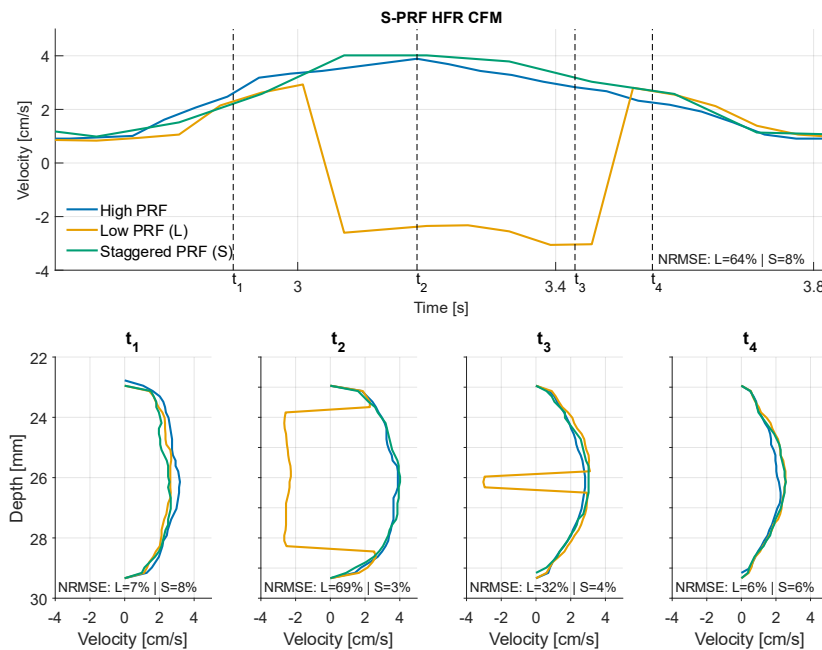 S-PRF HFR CFM
4
2
0
-2
-4
Velocity [cm/s]
High PRF
Low PRF (L)
Staggered PRF (S)
NRMSE: L=64% | S=8%
t1 3 t2 3.4 t3 t4 3.8
Time [s]
t1 t2 t3 t4
22
24
26
28
30
Depth [mm]
NRMSE: L=7% | S=8% NRMSE: L=69% | S=3% NRMSE: L=32% | S=4% NRMSE: L=6% | S=6%
-4 -2 0 2 4 -4 -2 0 2 4 -4 -2 0 2 4 -4 -2 0 2 4
Velocity [cm/s] Velocity [cm/s] Velocity [cm/s] Velocity [cm/s]